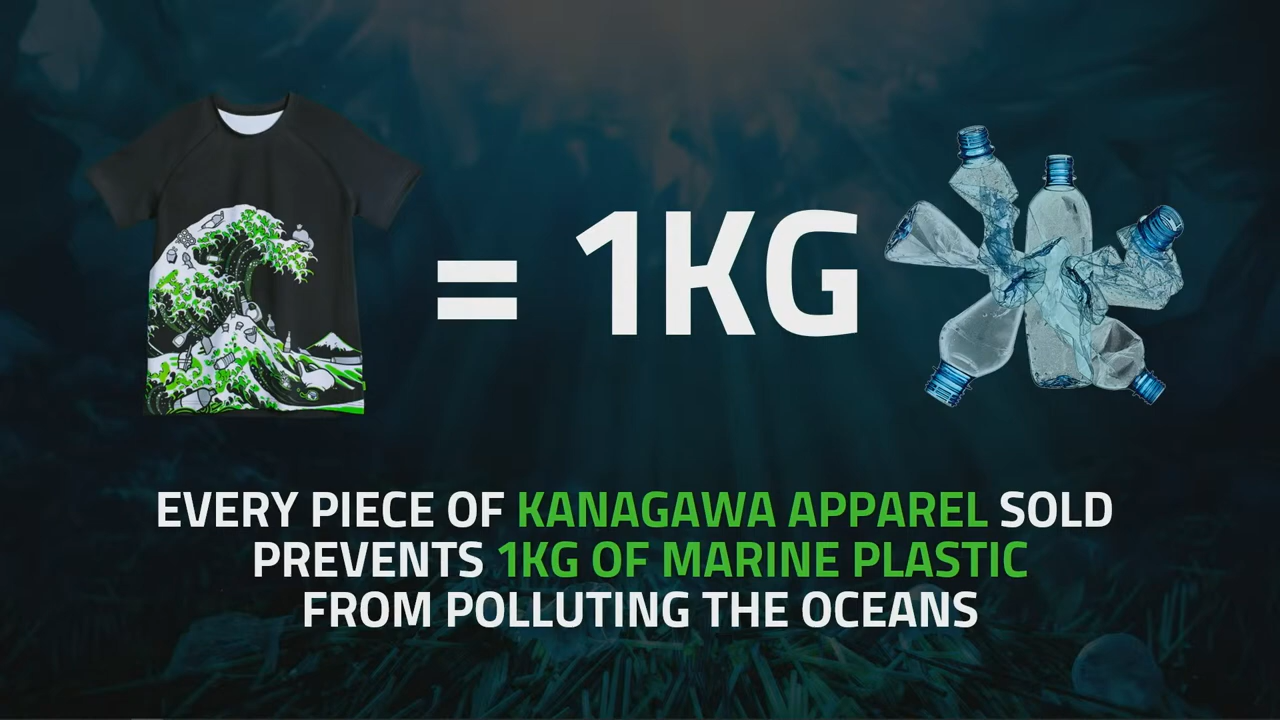 = 1KG
EVERY PIECE OF KANAGAWA APPAREL SOLD
PREVENTS 1KG OF MARINE PLASTIC
FROM POLLUTING THE OCEANS